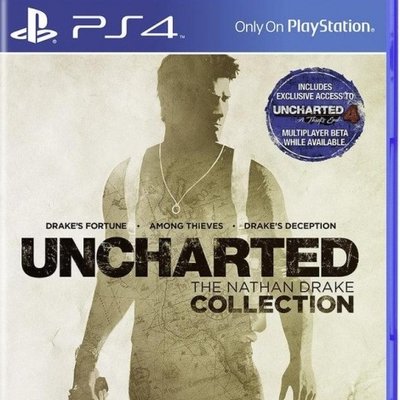 PS4
Only On PlayStation®
INCLUDES
EXCLUSIVE ACCESS TO
UNCHARTED 4
A Thief's End
MULTIPLAYER BETA
WHILE AVAILABLE.
DRAKE'S FORTUNE · AMONG THIEVES · DRAKE'S DECEPTION
UNCHARTED
THE NATHAN DRAKE
COLLECTION